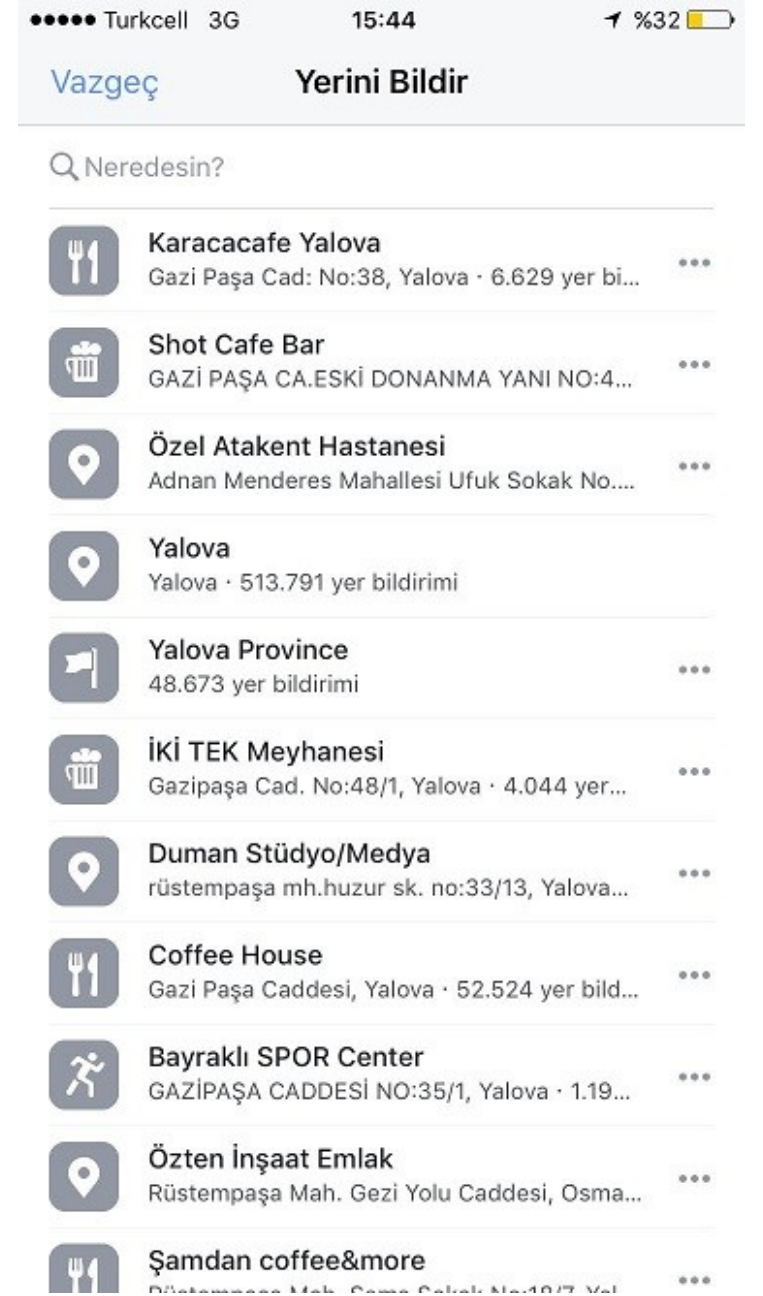 Turkcell 3G 15:44 %32
Vazgeç Yerini Bildir
Neredesin?
Karacacafe Yalova
Gazi Paşa Cad: No:38, Yalova · 6.629 yer bi...
Shot Cafe Bar
GAZİ PAŞA CA.ESKİ DONANMA YANI NO:4...
Özel Atakent Hastanesi
Adnan Menderes Mahallesi Ufuk Sokak No....
Yalova
Yalova · 513.791 yer bildirimi
Yalova Province
48.673 yer bildirimi
İKİ TEK Meyhanesi
Gazipaşa Cad. No:48/1, Yalova · 4.044 yer...
Duman Stüdyo/Medya
rüstempaşa mh.huzur sk. no:33/13, Yalova...
Coffee House
Gazi Paşa Caddesi, Yalova · 52.524 yer bild...
Bayraklı SPOR Center
GAZİPAŞA CADDESİ NO:35/1, Yalova · 1.19...
Özten İnşaat Emlak
Rüstempaşa Mah. Gezi Yolu Caddesi, Osma...
Şamdan coffee&more